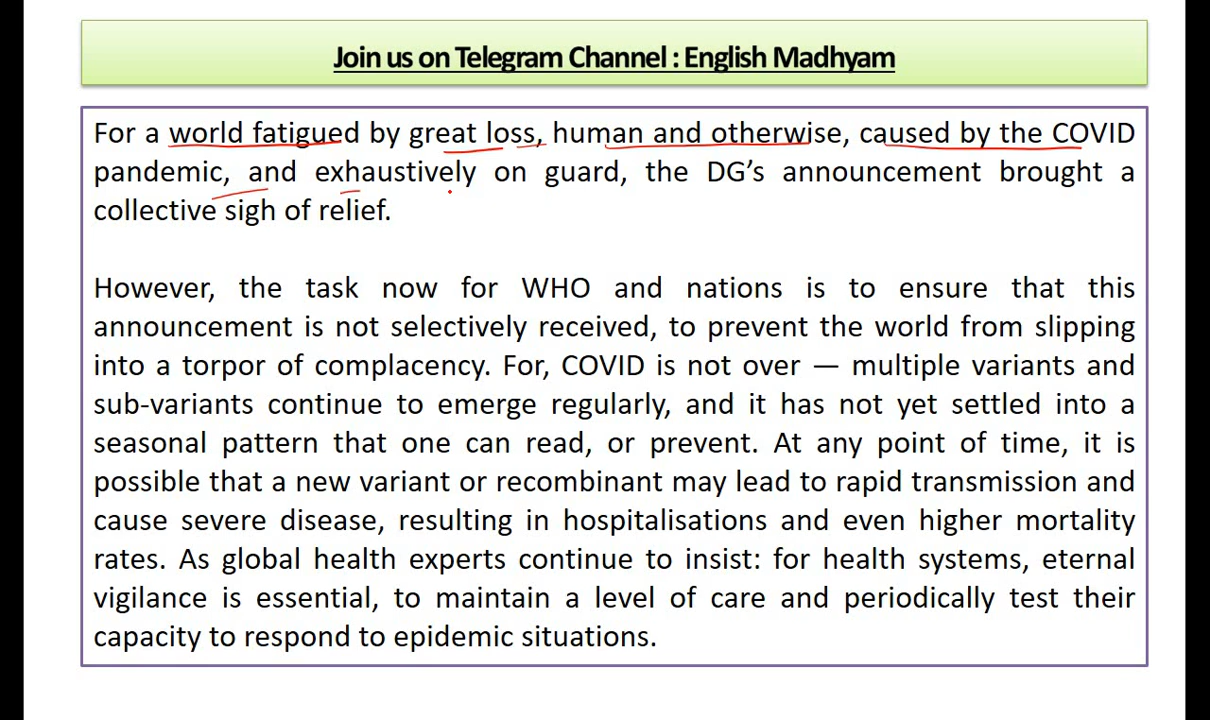 Join us on Telegram Channel : English Madhyam
For a world fatigued by great loss, human and otherwise, caused by the COVID
pandemic, and exhaustively on guard, the DG’s announcement brought a
collective sigh of relief.
However, the task now for WHO and nations is to ensure that this
announcement is not selectively received, to prevent the world from slipping
into a torpor of complacency. For, COVID is not over — multiple variants and
sub-variants continue to emerge regularly, and it has not yet settled into a
seasonal pattern that one can read, or prevent. At any point of time, it is
possible that a new variant or recombinant may lead to rapid transmission and
cause severe disease, resulting in hospitalisations and even higher mortality
rates. As global health experts continue to insist: for health systems, eternal
vigilance is essential, to maintain a level of care and periodically test their
capacity to respond to epidemic situations.